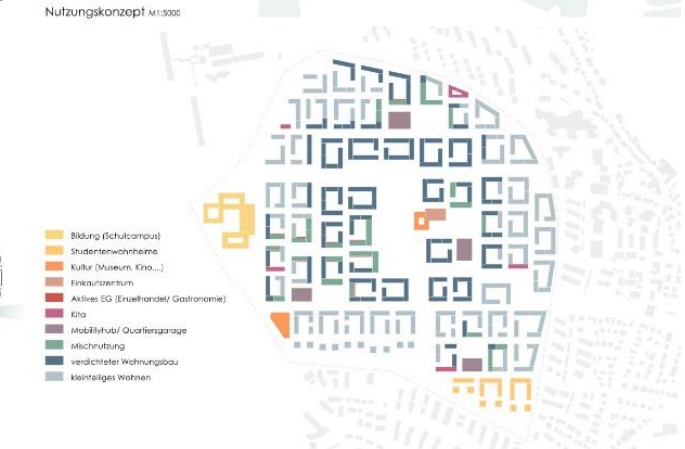 Nutzungskonzept M1:5000
Bildung (Schulcampus)
Studentenwohnheime
Kultur (Museum, Kino,...)
Einkaufszentrum
Aktives EG (Einzelhandel/ Gastronomie)
Kita
Mobilityhub/ Quartiersgarage
Mischnutzung
verdichteter Wohnungsbau
kleinteiliges Wohnen